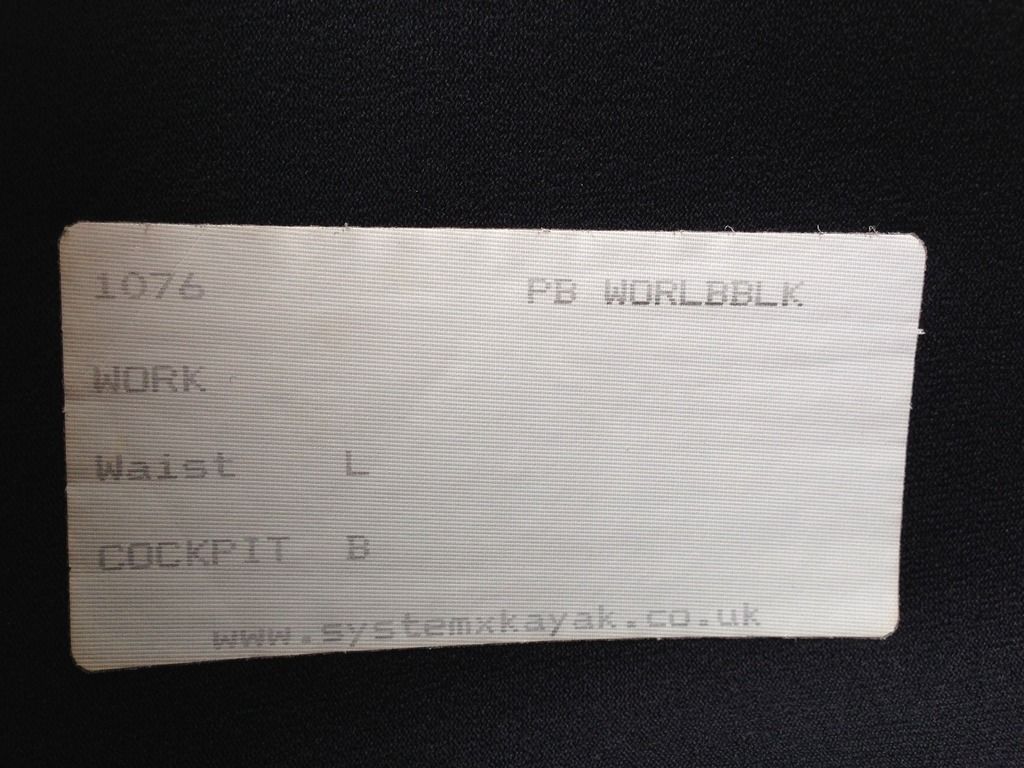 1076 PB WORLBBLK
WORK
Waist L
COCKPIT B
www.systemxkayak.co.uk